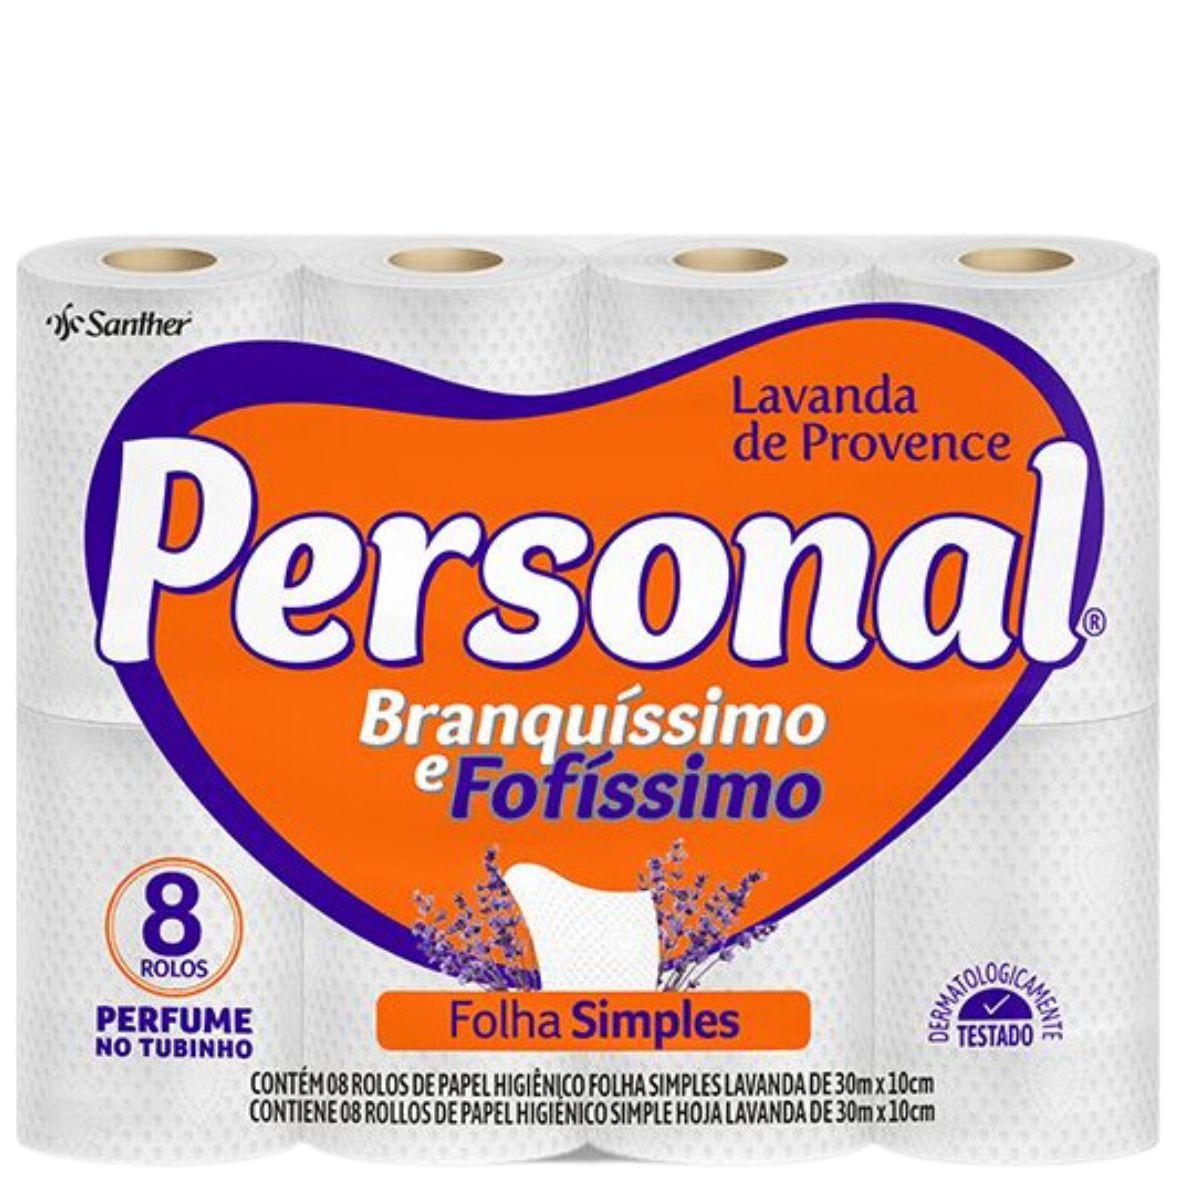 Santher
Lavanda
de Provence
Personal®
Branquíssimo
e Fofíssimo
8
ROLOS
PERFUME
NO TUBINHO
Folha Simples
DERMATOLOGICAMENTE
TESTADO
CONTÉM 08 ROLOS DE PAPEL HIGIÊNICO FOLHA SIMPLES LAVANDA DE 30m x 10cm
CONTIENE 08 ROLLOS DE PAPEL HIGIÉNICO SIMPLE HOJA LAVANDA DE 30m x 10cm